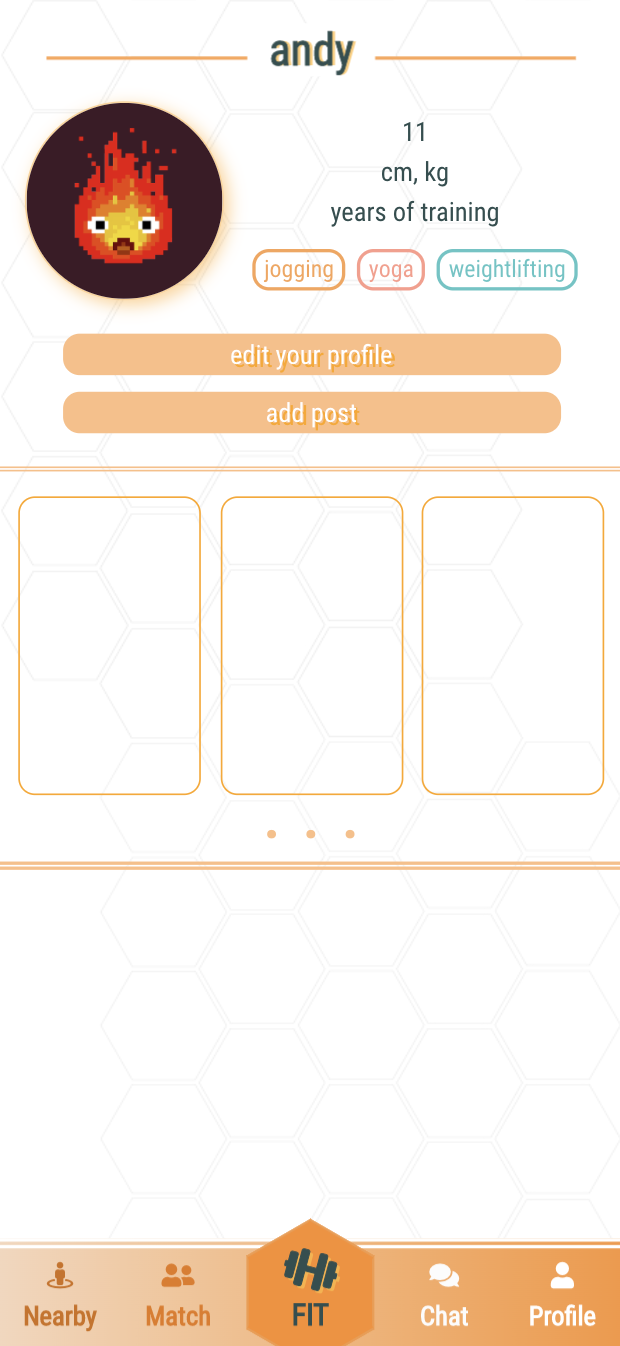 andy
11
cm, kg
years of training
jogging yoga weightlifting
edit your profile
add post
Nearby Match FIT Chat Profile